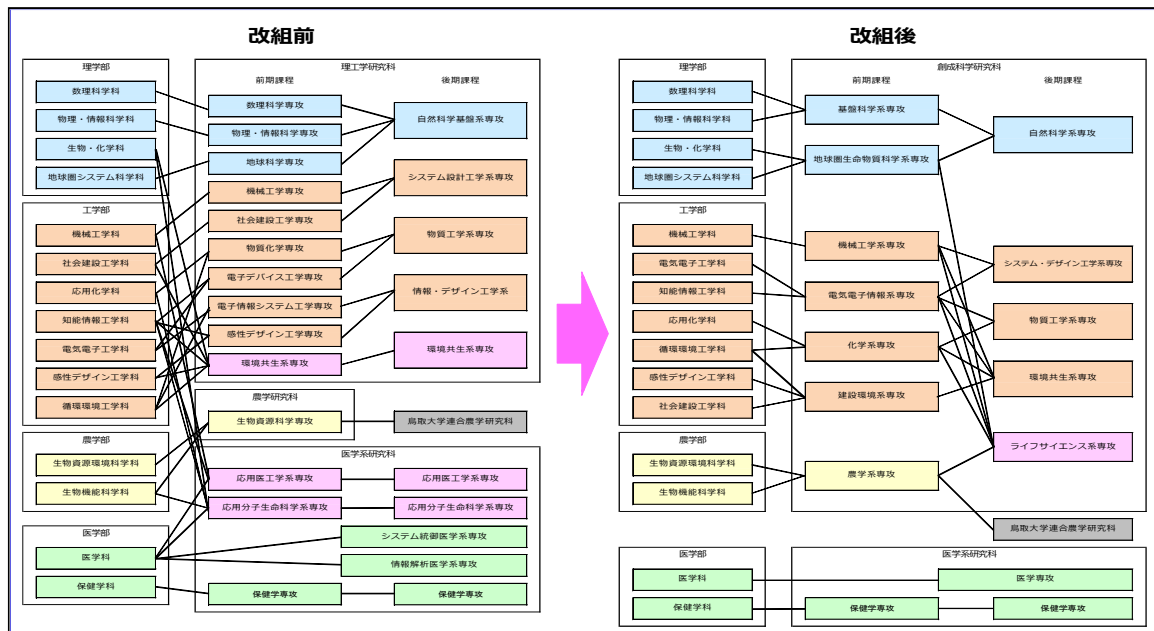 改組前
理学部
数理科学科
物理・情報科学科
生物・化学科
地球圏システム科学科
工学部
機械工学科
社会建設工学科
応用化学科
知能情報工学科
電気電子工学科
感性デザイン工学科
循環環境工学科
農学部
生物資源環境科学科
生物機能科学科
医学部
医学科
保健学科
理工学研究科
前期課程
後期課程
数理科学専攻
物理・情報科学専攻
地球科学専攻
機械工学専攻
社会建設工学専攻
物質化学専攻
電子デバイス工学専攻
電子情報システム工学専攻
感性デザイン工学専攻
環境共生系専攻
自然科学基盤系専攻
システム設計工学系専攻
物質工学系専攻
情報・デザイン工学系
環境共生系専攻
農学研究科
生物資源科学専攻
鳥取大学連合農学研究科
医学系研究科
応用医工学系専攻
応用医工学系専攻
応用分子生命科学系専攻
応用分子生命科学系専攻
システム統御医学系専攻
情報解析医学系専攻
保健学専攻
保健学専攻
改組後
理学部
数理科学科
物理・情報科学科
生物・化学科
地球圏システム科学科
工学部
機械工学科
電気電子工学科
知能情報工学科
応用化学科
循環環境工学科
感性デザイン工学科
社会建設工学科
農学部
生物資源環境科学科
生物機能科学科
医学部
医学科
保健学科
創成科学研究科
前期課程
後期課程
基盤科学系専攻
地球圏生命物質科学系専攻
機械工学系専攻
電気電子情報系専攻
化学系専攻
建設環境系専攻
農学系専攻
自然科学系専攻
システム・デザイン工学系専攻
物質工学系専攻
環境共生系専攻
ライフサイエンス系専攻
鳥取大学連合農学研究科
医学系研究科
医学専攻
保健学専攻
保健学専攻